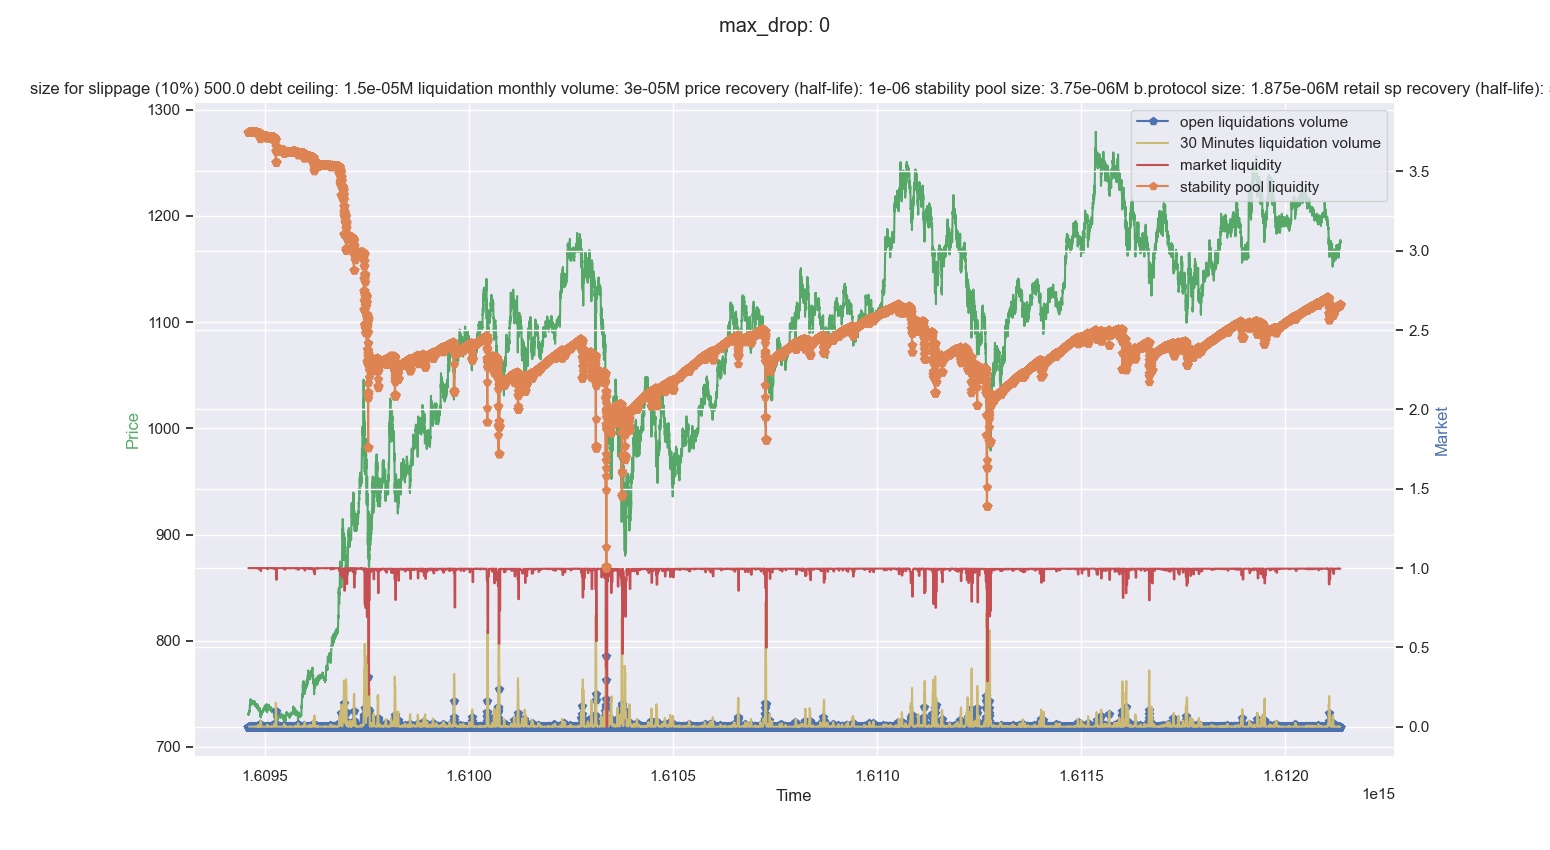 max_drop: 0
size for slippage (10%) 500.0 debt ceiling: 1.5e-05M liquidation monthly volume: 3e-05M price recovery (half-life): 1e-06 stability pool size: 3.75e-06M b.protocol size: 1.875e-06M retail sp recovery (half-life):
1300
1200
1100
1000
900
800
700
Price
open liquidations volume
30 Minutes liquidation volume
market liquidity
stability pool liquidity
3.5
3.0
2.5
2.0
1.5
1.0
0.5
0.0
Market
1.6095
1.6100
1.6105
1.6110
1.6115
1.6120
1e15
Time